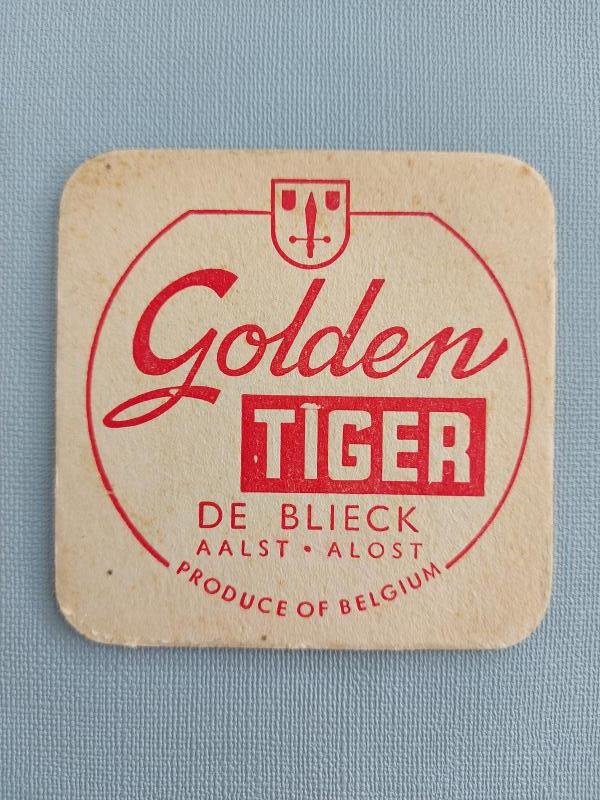 Golden
TIGER
DE BLIECK
AALST • ALOST
PRODUCE OF BELGIUM